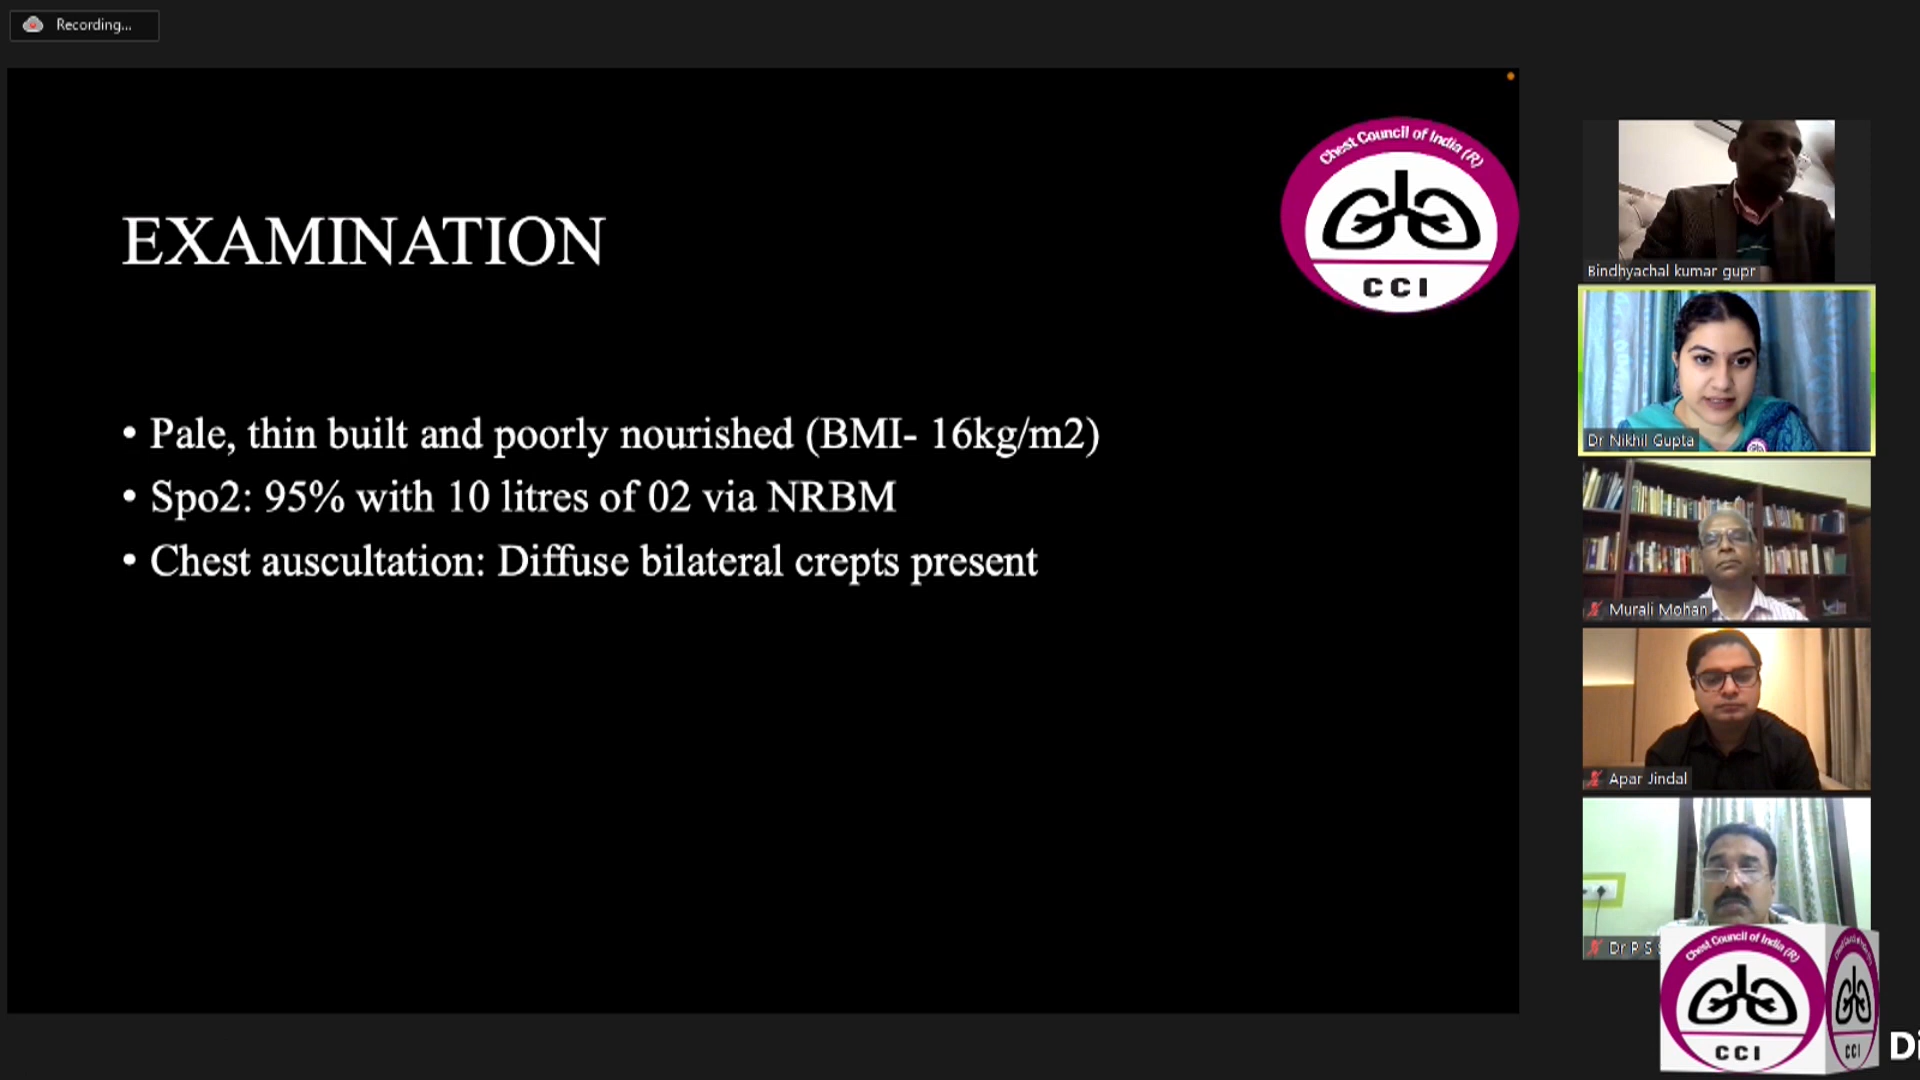 Recording...
Chest Council of India (R)
CCI
EXAMINATION
• Pale, thin built and poorly nourished (BMI- 16kg/m2)
• Spo2: 95% with 10 litres of 02 via NRBM
• Chest auscultation: Diffuse bilateral crepts present
Bindhyachal kumar gupr
Dr Nikhil Gupta
Murali Mohan
Apar Jindal
Dr P S
Chest Council of India (R)
CCI
CCI
Di